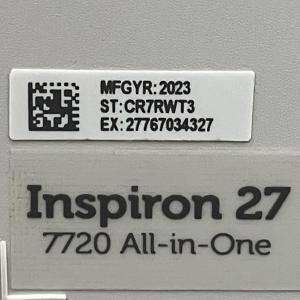 MFGYR:2023
ST:CR7RWT3
EX:27767034327
Inspiron 27
7720 All-in-One